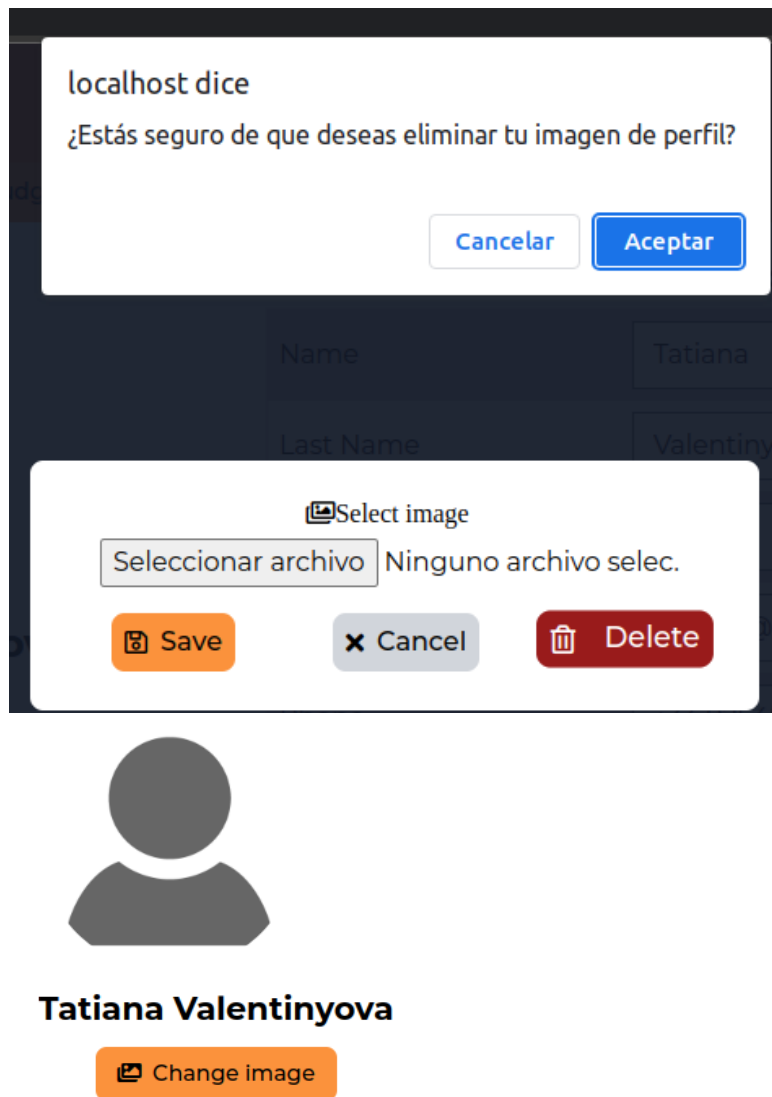 localhost dice
¿Estás seguro de que deseas eliminar tu imagen de perfil?
Cancelar Aceptar
Name Tatiana
Last Name Valentiny
Select image
Seleccionar archivo Ninguno archivo selec.
Save Cancel Delete
Tatiana Valentinyova
Change image